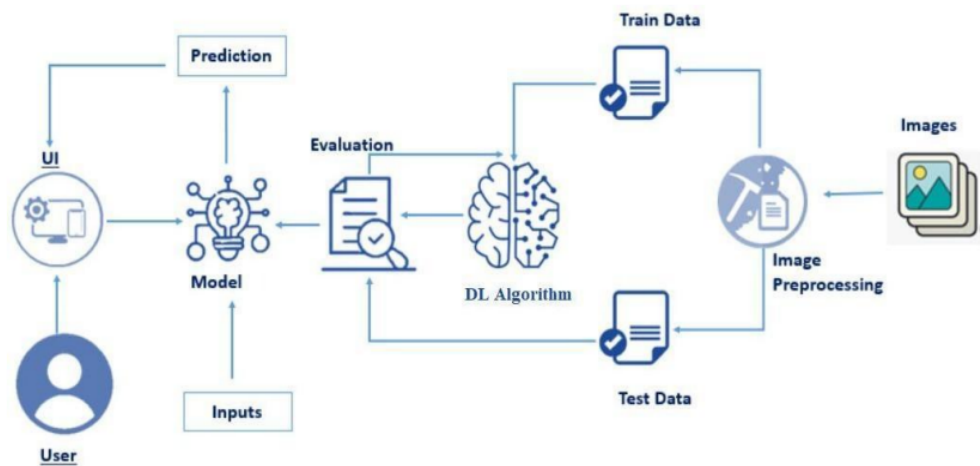 Train Data
Prediction
Images
Evaluation
UI
Model
DL Algorithm
Image
Preprocessing
Inputs
Test Data
User